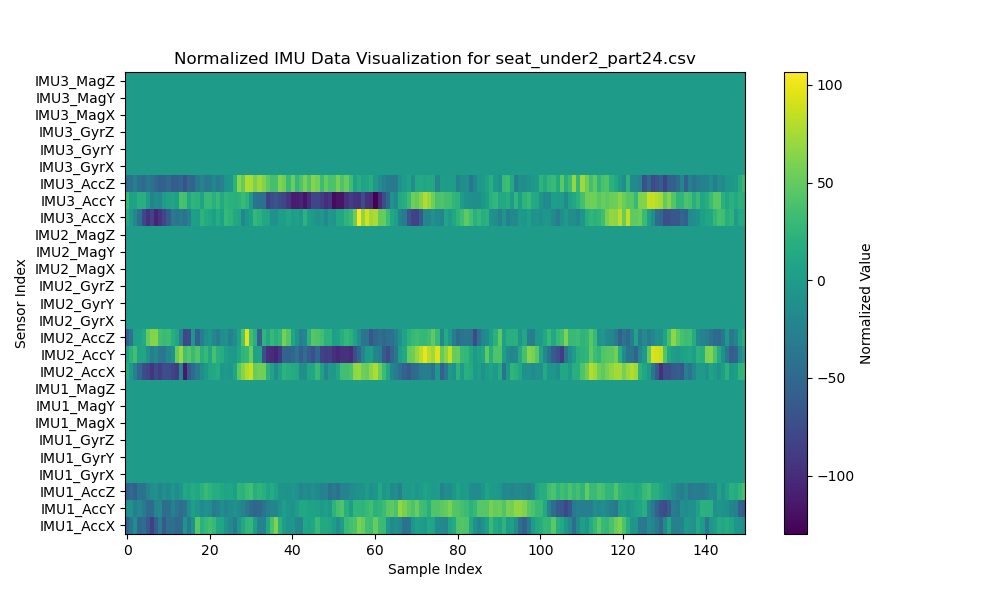 Normalized IMU Data Visualization for seat_under2_part24.csv
IMU3_MagZ
IMU3_MagY
IMU3_MagX
IMU3_GyrZ
IMU3_GyrY
IMU3_GyrX
IMU3_AccZ
IMU3_AccY
IMU3_AccX
IMU2_MagZ
IMU2_MagY
IMU2_MagX
IMU2_GyrZ
IMU2_GyrY
IMU2_GyrX
IMU2_AccZ
IMU2_AccY
IMU2_AccX
IMU1_MagZ
IMU1_MagY
IMU1_MagX
IMU1_GyrZ
IMU1_GyrY
IMU1_GyrX
IMU1_AccZ
IMU1_AccY
IMU1_AccX
Sensor Index
0 20 40 60 80 100 120 140
Sample Index
100
50
0
−50
−100
Normalized Value